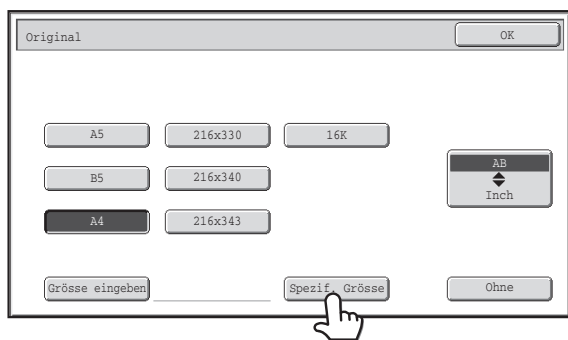 Original
OK
A5
216x330
16K
B5
216x340
AB
Inch
A4
216x343
Grösse eingeben
Spezif. Grösse
Ohne